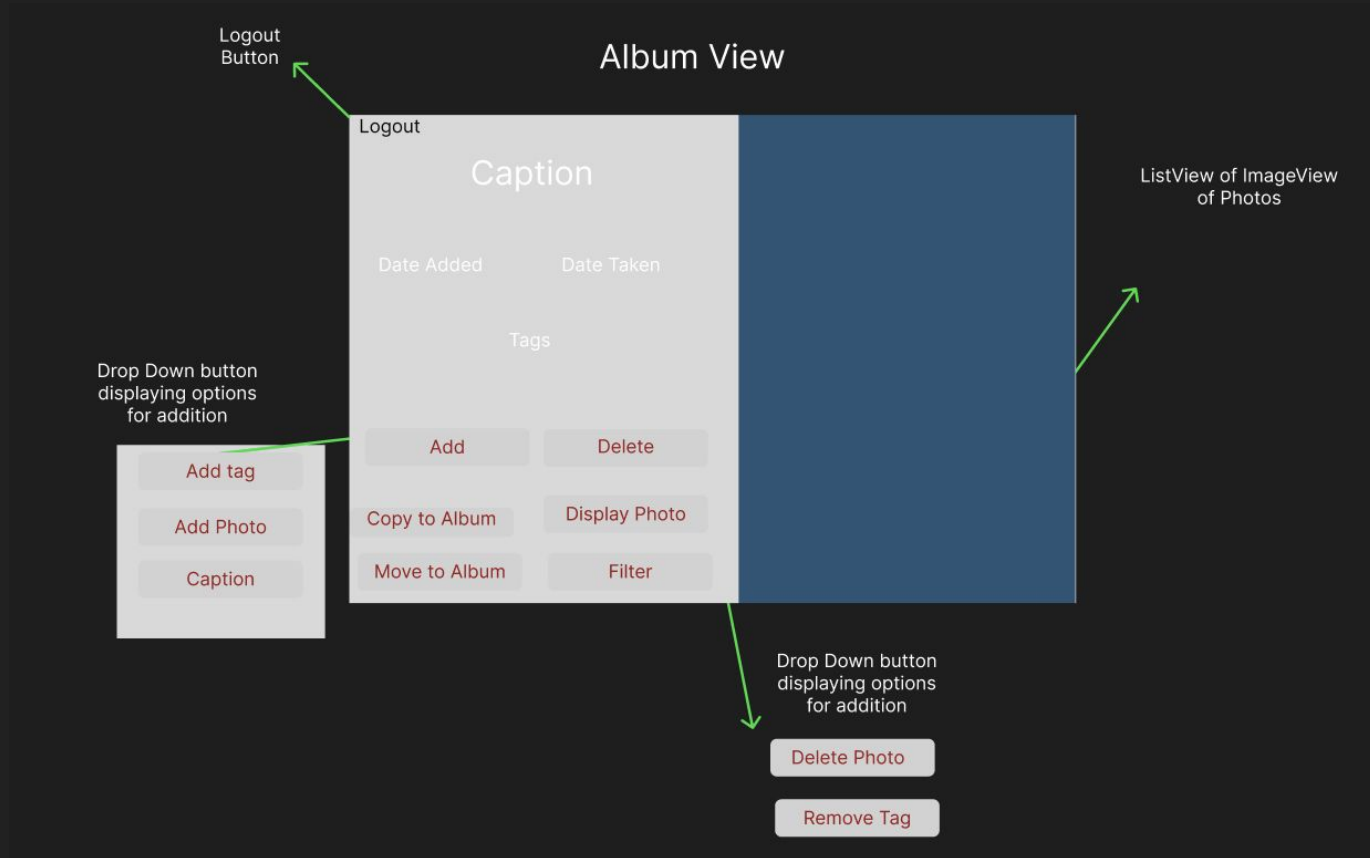 Logout
Button
Album View
Logout
Caption
ListView of ImageView
of Photos
Date Added
Date Taken
Tags
Drop Down button
displaying options
for addition
Add
Delete
Add tag
Copy to Album
Display Photo
Add Photo
Move to Album
Filter
Caption
Drop Down button
displaying options
for addition
Delete Photo
Remove Tag